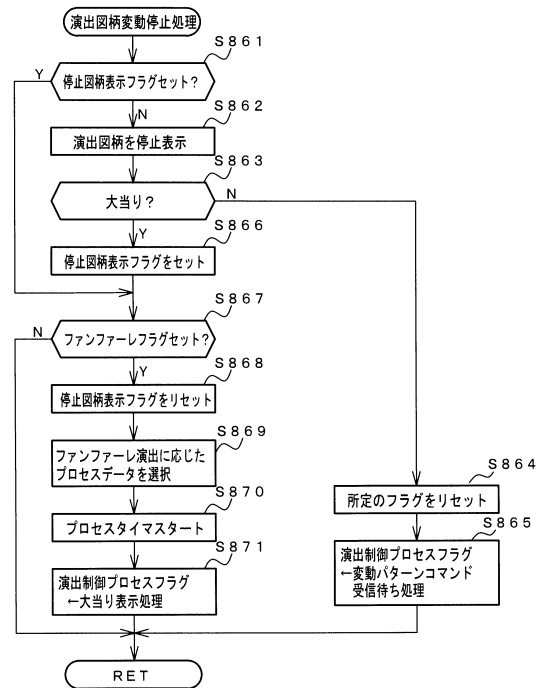 演出図柄変動停止処理
S861
Y
停止図柄表示フラグセット?
N
S862
演出図柄を停止表示
S863
大当り?
N
Y
S866
停止図柄表示フラグをセット
S867
N
ファンファーレフラグセット?
Y
S868
停止図柄表示フラグをリセット
S869
ファンファーレ演出に応じた
プロセスデータを選択
S870
プロセスタイマスタート
S871
演出制御プロセスフラグ
←大当り表示処理
S864
所定のフラグをリセット
S865
演出制御プロセスフラグ
←変動パターンコマンド
受信待ち処理
RET